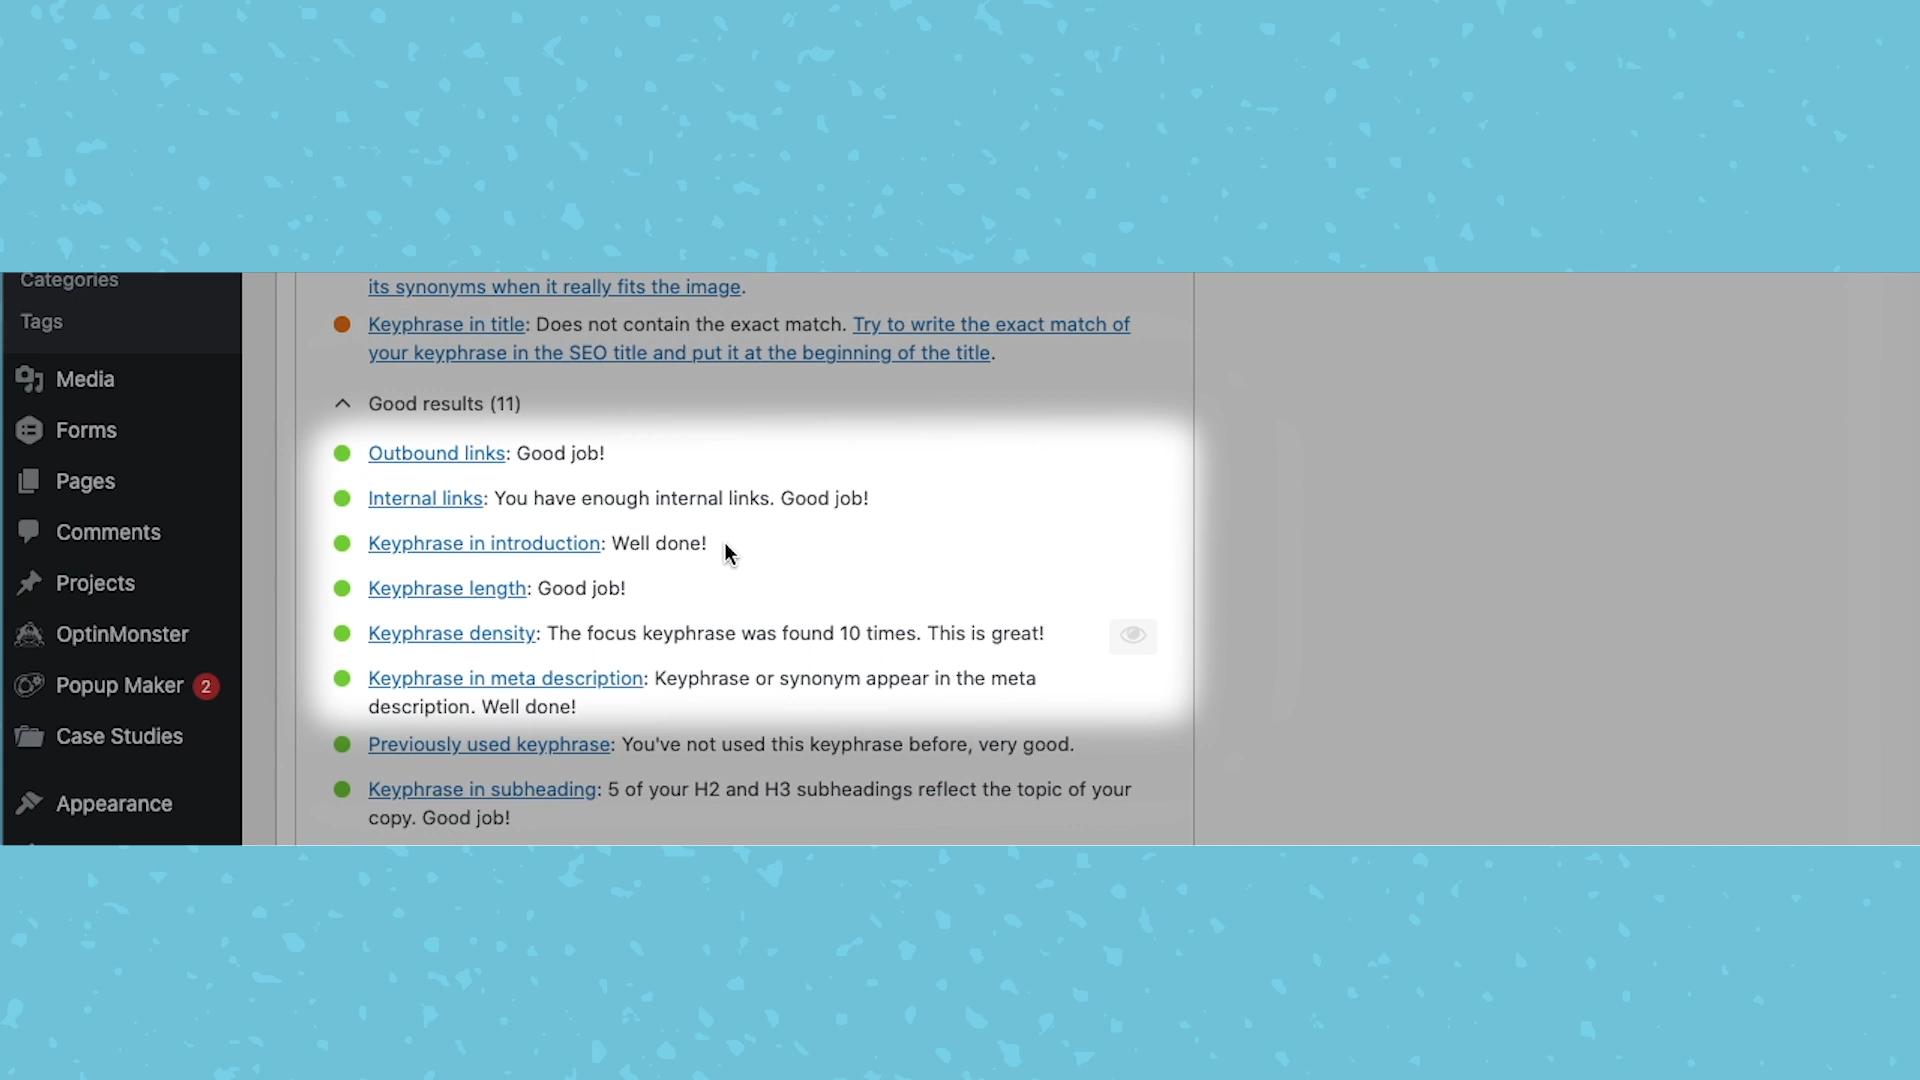 Categories
Tags
Media
Forms
Pages
Comments
Projects
OptinMonster
Popup Maker 2
Case Studies
Appearance
its synonyms when it really fits the image.
Keyphrase in title: Does not contain the exact match. Try to write the exact match of
your keyphrase in the SEO title and put it at the beginning of the title.
Good results (11)
Outbound links: Good job!
Internal links: You have enough internal links. Good job!
Keyphrase in introduction: Well done!
Keyphrase length: Good job!
Keyphrase density: The focus keyphrase was found 10 times. This is great!
Keyphrase in meta description: Keyphrase or synonym appear in the meta
description. Well done!
Previously used keyphrase: You've not used this keyphrase before, very good.
Keyphrase in subheading: 5 of your H2 and H3 subheadings reflect the topic of your
copy. Good job!